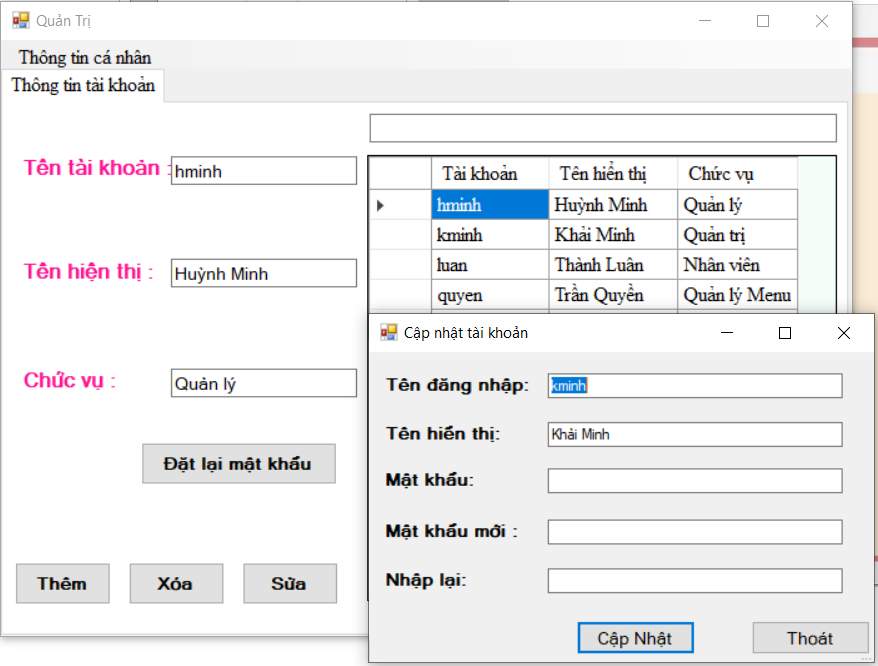 Quản Trị
Thông tin cá nhân
Thông tin tài khoản
Tên tài khoản :
hminh
Tên hiện thị :
Huỳnh Minh
Chức vụ :
Quản lý
Đặt lại mật khẩu
Thêm
Xóa
Sửa
Tài khoản Tên hiển thị Chức vụ
hminh Huỳnh Minh Quản lý
kminh Khải Minh Quản trị
luan Thành Luân Nhân viên
quyen Trần Quyền Quản lý Menu
Cập nhật tài khoản
Tên đăng nhập: kminh
Tên hiển thị: Khải Minh
Mật khẩu:
Mật khẩu mới :
Nhập lại:
Cập Nhật
Thoát